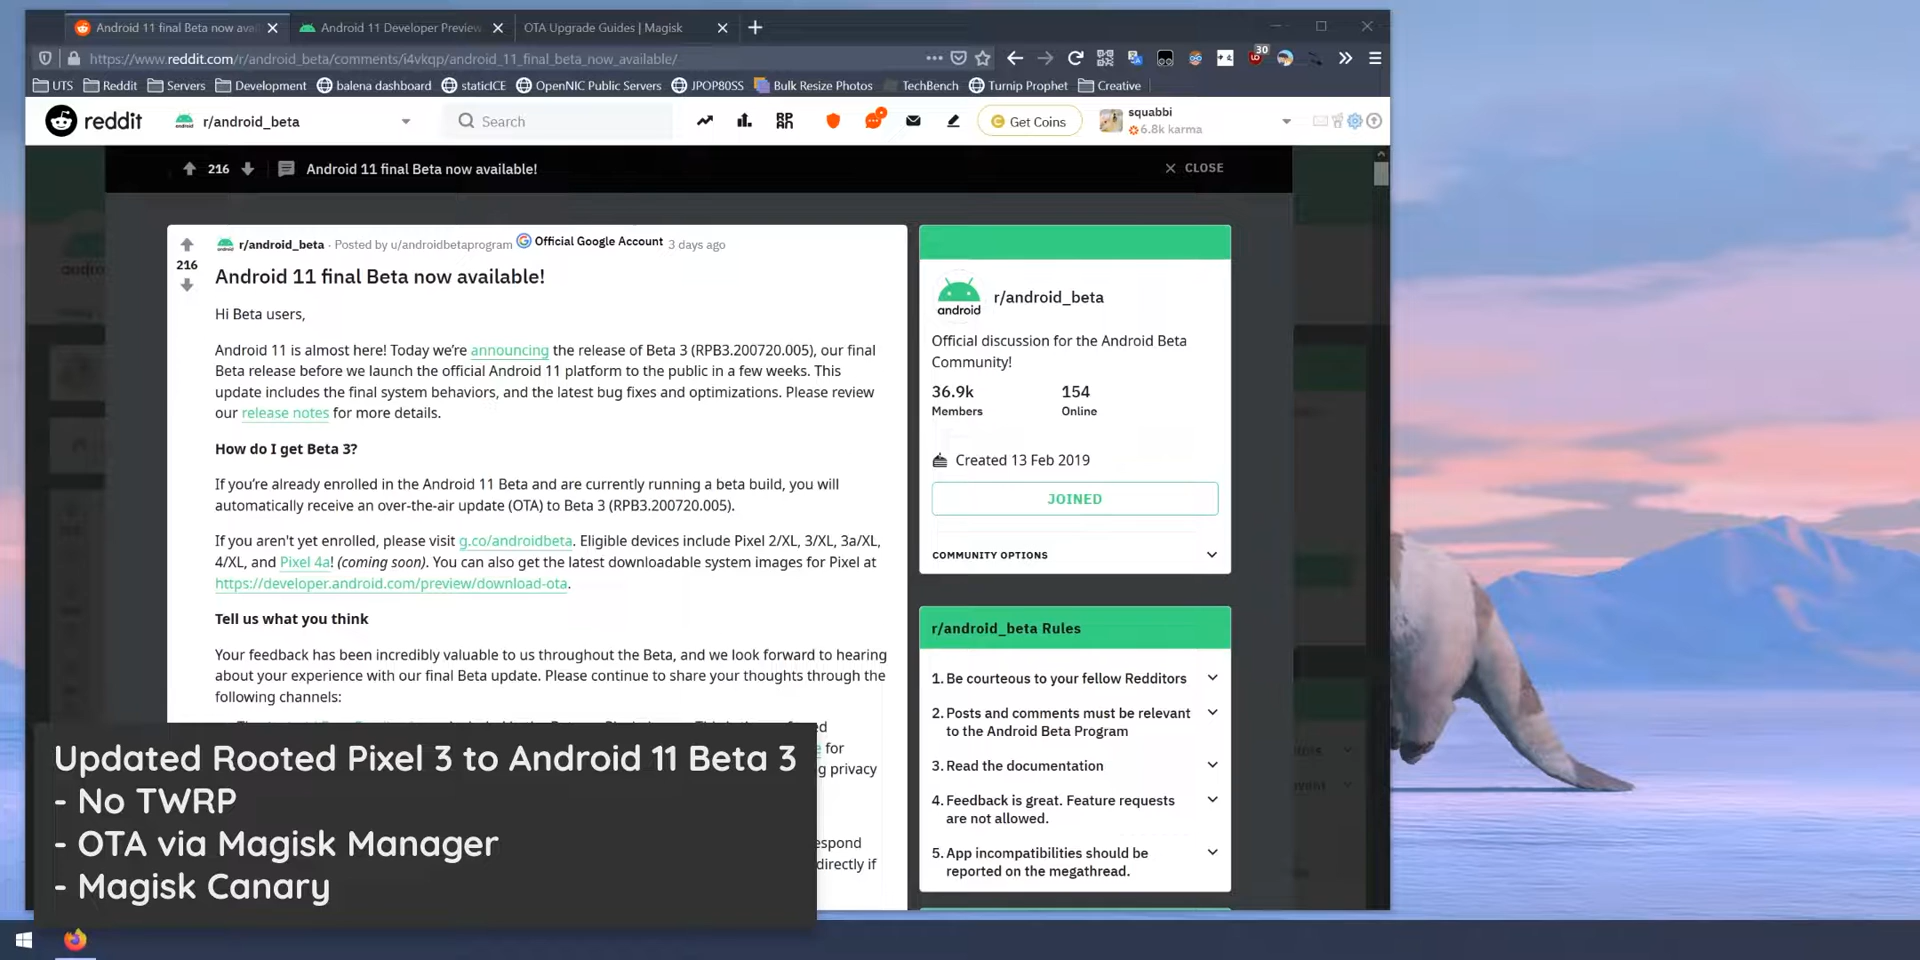 Android 11 final Beta now avai
Android 11 Developer Preview
OTA Upgrade Guides | Magisk
https://www.reddit.com/r/android_beta/comments/i4vkqp/android_11_final_beta_now_available/
30
UTS
Reddit
Servers
Development
balena dashboard
staticICE
OpenNIC Public Servers
JPOP80SS
Bulk Resize Photos
TechBench
Turnip Prophet
Creative
reddit
r/android_beta
Search
Get Coins
squabbi
6.8k karma
216
Android 11 final Beta now available!
CLOSE
216
r/android_beta · Posted by u/androidbetaprogram Official Google Account 3 days ago
Android 11 final Beta now available!
Hi Beta users,
Android 11 is almost here! Today we're announcing the release of Beta 3 (RPB3.200720.005), our final
Beta release before we launch the official Android 11 platform to the public in a few weeks. This
update includes the final system behaviors, and the latest bug fixes and optimizations. Please review
our release notes for more details.
How do I get Beta 3?
If you're already enrolled in the Android 11 Beta and are currently running a beta build, you will
automatically receive an over-the-air update (OTA) to Beta 3 (RPB3.200720.005).
If you aren't yet enrolled, please visit g.co/androidbeta. Eligible devices include Pixel 2/XL, 3/XL, 3a/XL,
4/XL, and Pixel 4a! (coming soon). You can also get the latest downloadable system images for Pixel at
https://developer.android.com/preview/download-ota.
Tell us what you think
Your feedback has been incredibly valuable to us throughout the Beta, and we look forward to hearing
about your experience with our final Beta update. Please continue to share your thoughts through the
following channels:
for
g privacy
espond
directly if
android
r/android_beta
Official discussion for the Android Beta
Community!
36.9k
154
Members
Online
Created 13 Feb 2019
JOINED
COMMUNITY OPTIONS
r/android_beta Rules
1. Be courteous to your fellow Redditors
2. Posts and comments must be relevant
to the Android Beta Program
3. Read the documentation
4. Feedback is great. Feature requests
are not allowed.
5. App incompatibilities should be
reported on the megathread.
Updated Rooted Pixel 3 to Android 11 Beta 3
- No TWRP
- OTA via Magisk Manager
- Magisk Canary